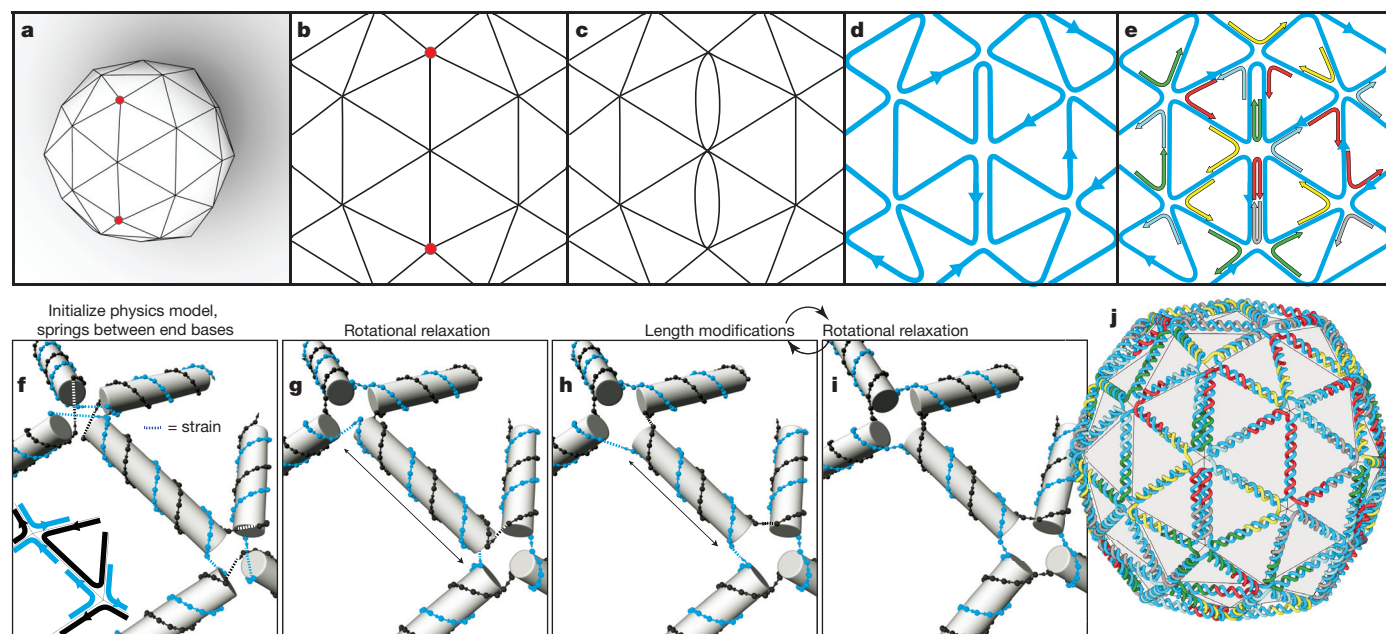 a
b
c
d
e
Initialize physics model,
springs between end bases
Rotational relaxation
Length modifications
Rotational relaxation
j
f
g
h
i
= strain